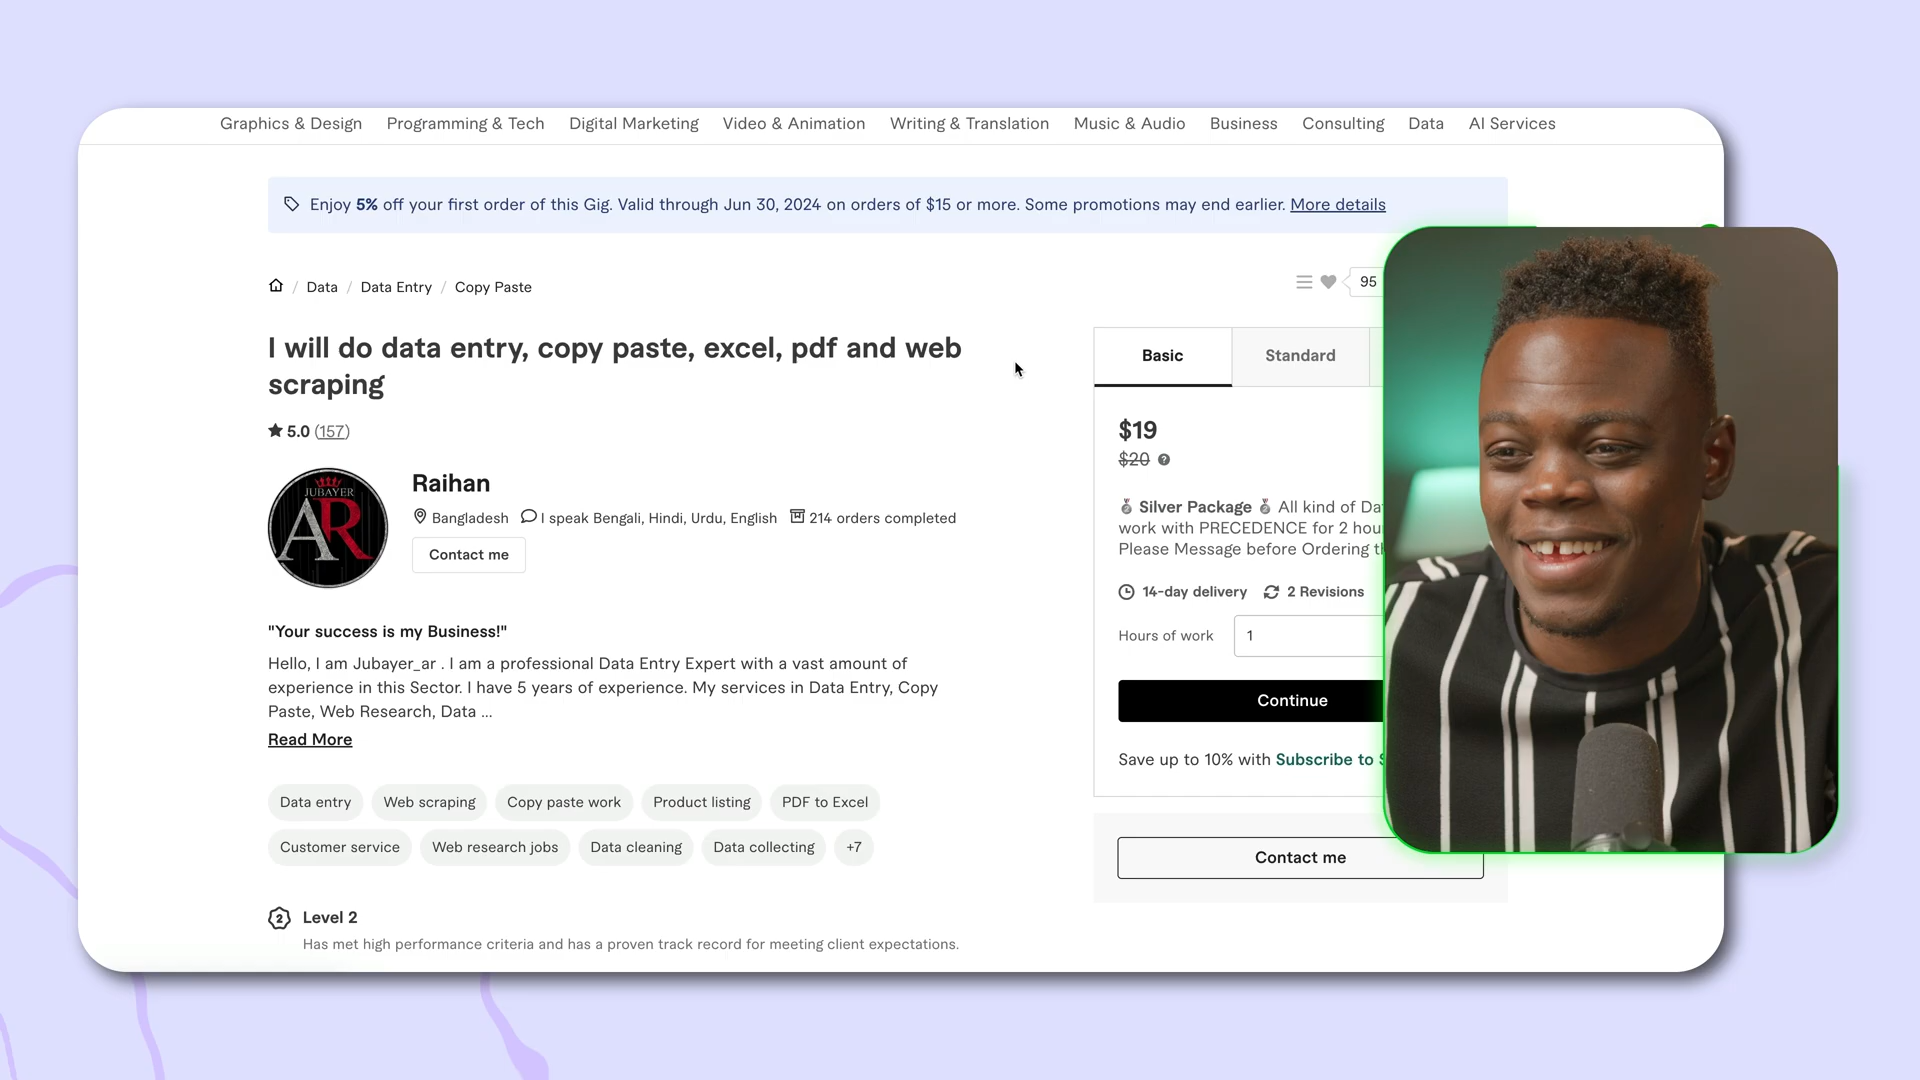 Graphics & Design Programming & Tech Digital Marketing Video & Animation Writing & Translation Music & Audio Business Consulting Data AI Services
Enjoy 5% off your first order of this Gig. Valid through Jun 30, 2024 on orders of $15 or more. Some promotions may end earlier. More details
/ Data / Data Entry / Copy Paste
95
I will do data entry, copy paste, excel, pdf and web
scraping
5.0 (157)
JUBAYER
AR
Raihan
Bangladesh I speak Bengali, Hindi, Urdu, English 214 orders completed
Contact me
"Your success is my Business!"
Hello, I am Jubayer_ar . I am a professional Data Entry Expert with a vast amount of
experience in this Sector. I have 5 years of experience. My services in Data Entry, Copy
Paste, Web Research, Data ...
Read More
Data entry Web scraping Copy paste work Product listing PDF to Excel
Customer service Web research jobs Data cleaning Data collecting +7
2 Level 2
Has met high performance criteria and has a proven track record for meeting client expectations.
Basic Standard
$19
$20 ?
Silver Package All kind of
work with PRECEDENCE for 2
Please Message before Ordering
14-day delivery 2 Revisions
Hours of work 1
Continue
Save up to 10% with Subscribe to
Contact me